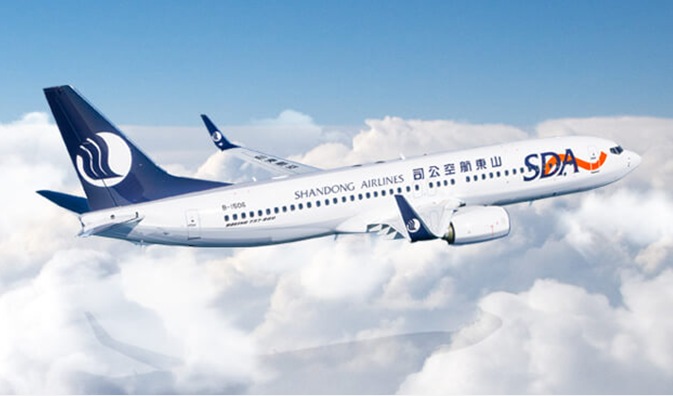 SHANDONG AIRLINES 山東航空公司
SDA
B-1506
BOEING 737-800